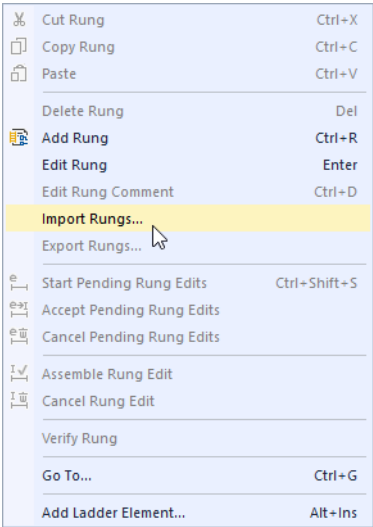 Cut Rung Ctrl+X
Copy Rung Ctrl+C
Paste Ctrl+V
Delete Rung Del
Add Rung Ctrl+R
Edit Rung Enter
Edit Rung Comment Ctrl+D
Import Rungs...
Export Rungs...
Start Pending Rung Edits Ctrl+Shift+S
Accept Pending Rung Edits
Cancel Pending Rung Edits
Assemble Rung Edit
Cancel Rung Edit
Verify Rung
Go To... Ctrl+G
Add Ladder Element... Alt+Ins